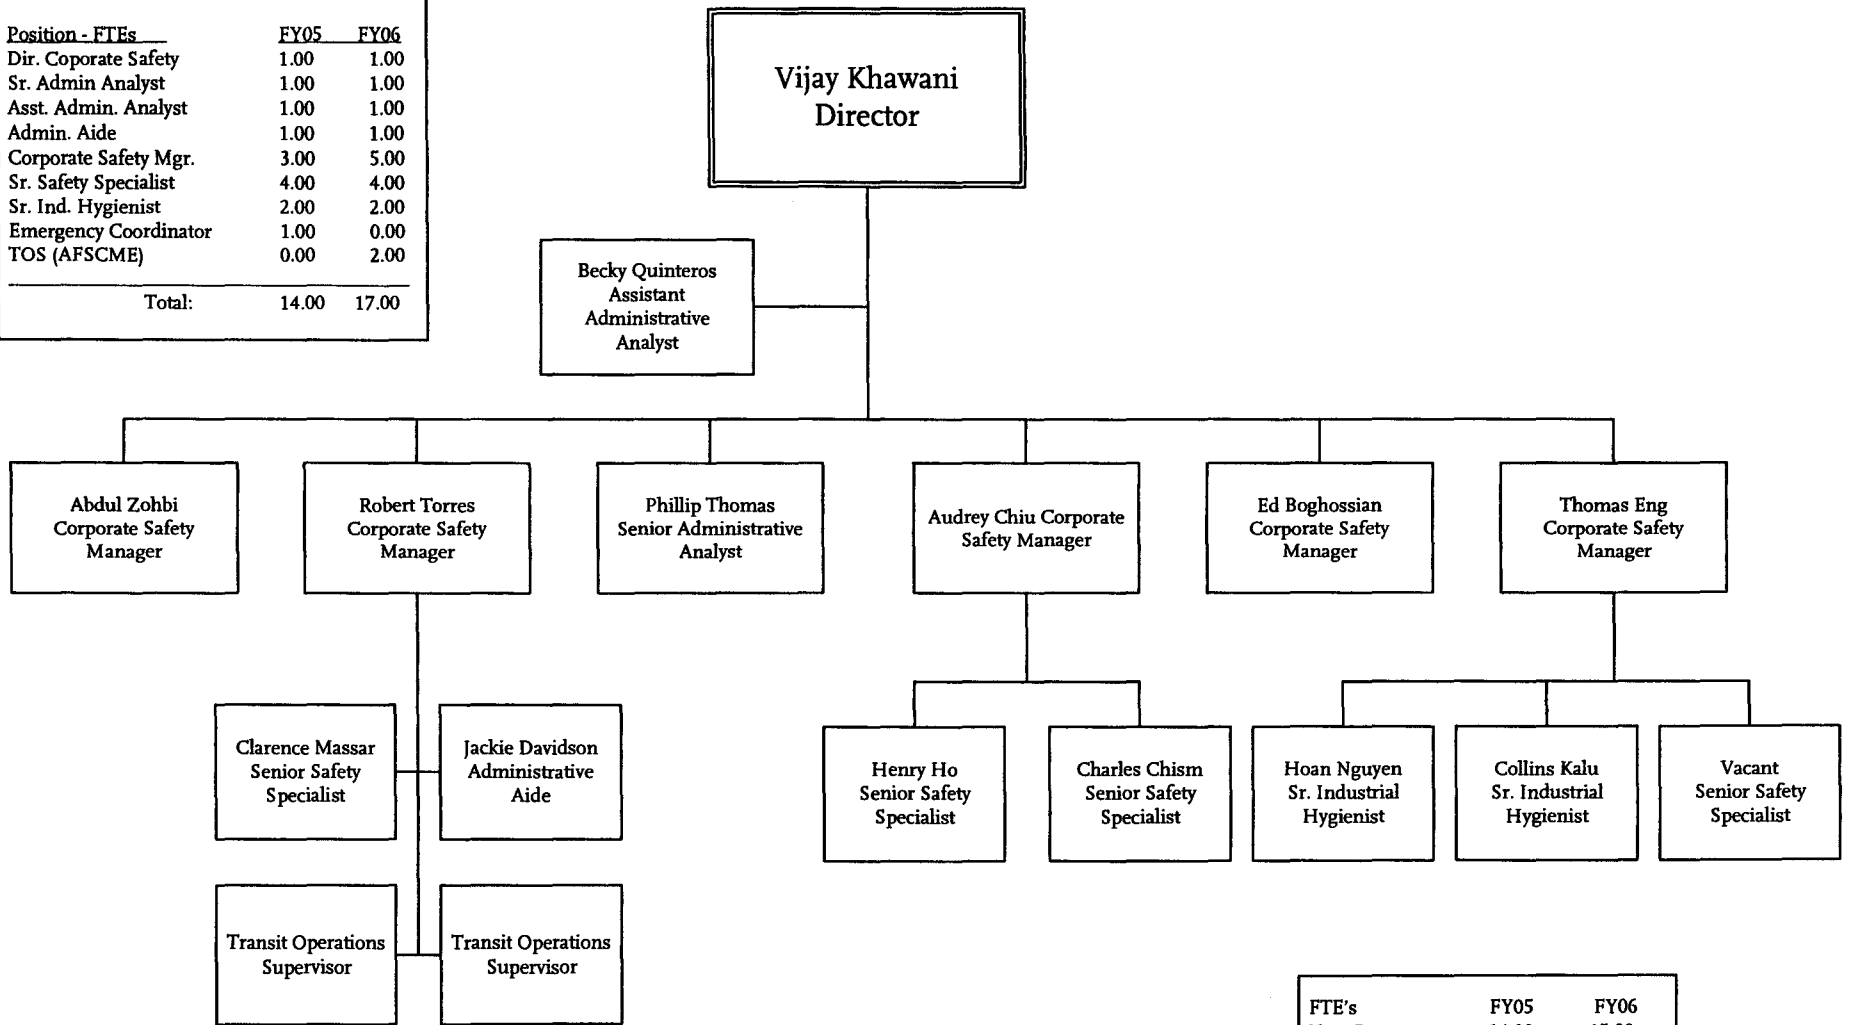 Position - FTEs FY05 FY06
Dir. Coporate Safety 1.00 1.00
Sr. Admin Analyst 1.00 1.00
Asst. Admin. Analyst 1.00 1.00
Admin. Aide 1.00 1.00
Corporate Safety Mgr. 3.00 5.00
Sr. Safety Specialist 4.00 4.00
Sr. Ind. Hygienist 2.00 2.00
Emergency Coordinator 1.00 0.00
TOS (AFSCME) 0.00 2.00
Total: 14.00 17.00
Vijay Khawani
Director
Becky Quinteros
Assistant
Administrative
Analyst
Abdul Zohbi
Corporate Safety
Manager
Robert Torres
Corporate Safety
Manager
Phillip Thomas
Senior Administrative
Analyst
Audrey Chiu Corporate
Safety Manager
Ed Boghossian
Corporate Safety
Manager
Thomas Eng
Corporate Safety
Manager
Clarence Massar
Senior Safety
Specialist
Jackie Davidson
Administrative
Aide
Transit Operations
Supervisor
Transit Operations
Supervisor
Henry Ho
Senior Safety
Specialist
Charles Chism
Senior Safety
Specialist
Hoan Nguyen
Sr. Industrial
Hygienist
Collins Kalu
Sr. Industrial
Hygienist
Vacant
Senior Safety
Specialist
FTE's FY05 FY06